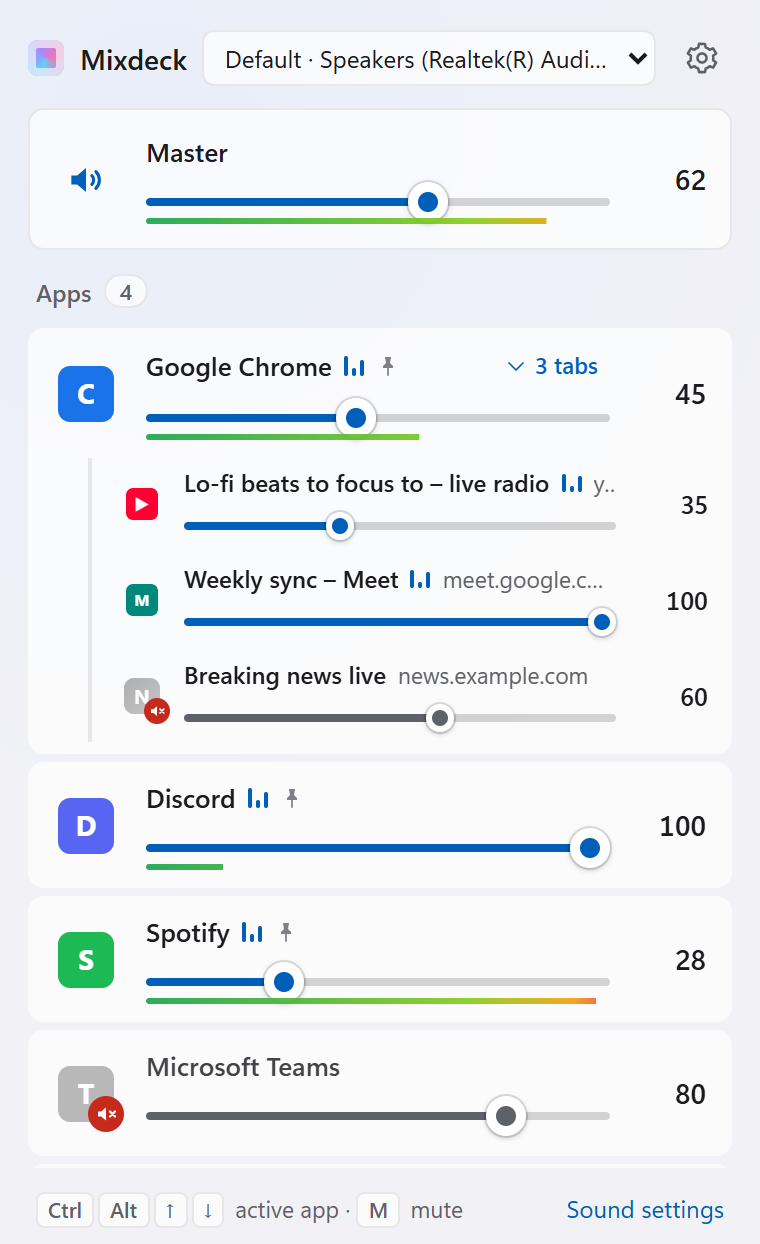 Mixdeck Default · Speakers (Realtek(R) Audi...
Master
62
Apps 4
Google Chrome 3 tabs
C
45
Lo-fi beats to focus to – live radio y..
35
Weekly sync – Meet meet.google.c...
M
100
Breaking news live news.example.com
N
60
Discord
D
100
Spotify
S
28
Microsoft Teams
T
80
Ctrl Alt ↑ ↓ active app · M mute Sound settings